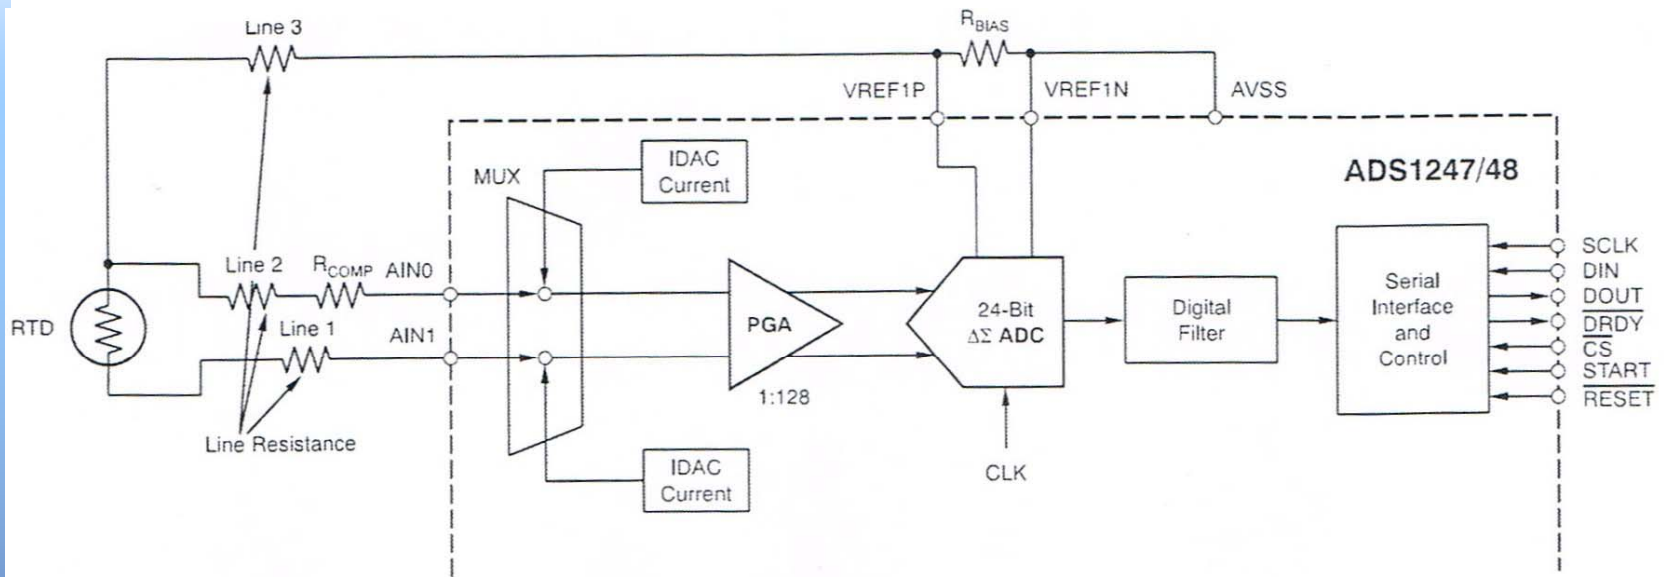 Line 3
R_BIAS
VREF1P
VREF1N
AVSS
MUX
IDAC
Current
ADS1247/48
Line 2
R_COMP
AIN0
RTD
Line 1
AIN1
PGA
1:128
24-Bit
ΔΣ ADC
Digital
Filter
Serial
Interface
and
Control
SCLK
DIN
DOUT
DRDY
CS
START
RESET
Line Resistance
IDAC
Current
CLK